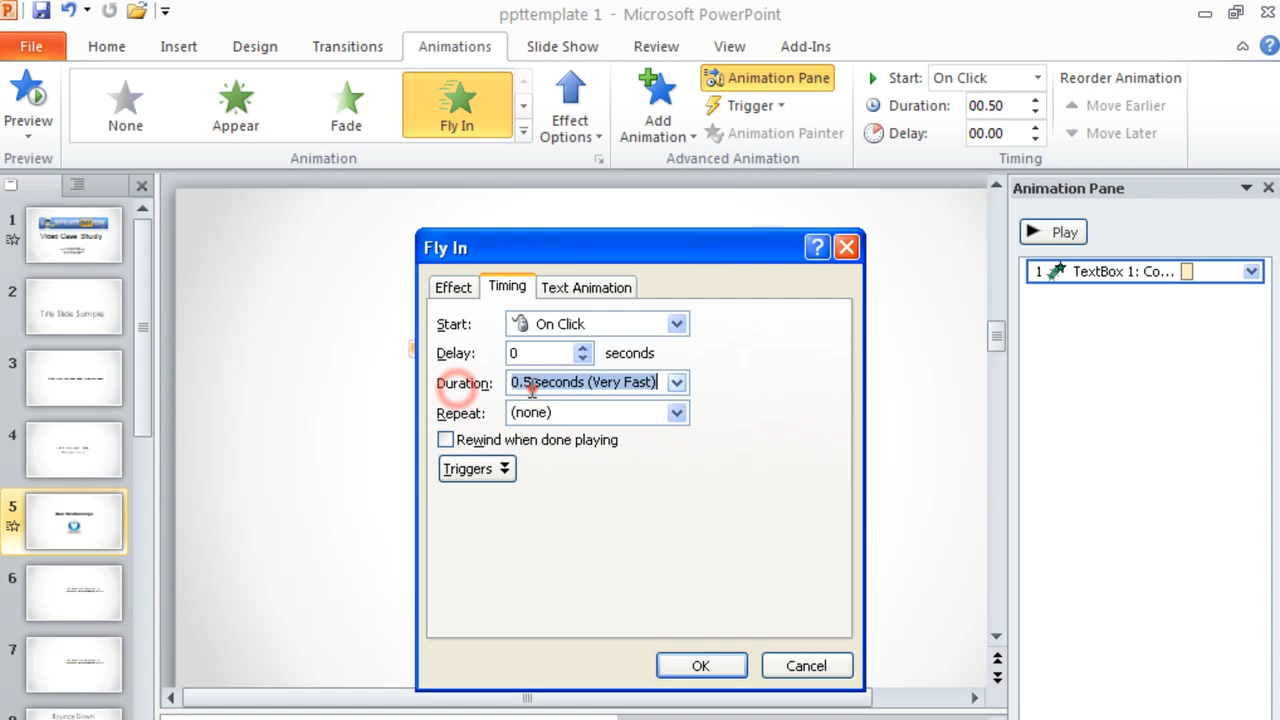 ppttemplate 1 - Microsoft PowerPoint
File Home Insert Design Transitions Animations Slide Show Review View Add-Ins
Preview
Preview
None
Appear
Fade
Fly In
Animation
Effect
Options
Add
Animation
Animation Pane
Trigger
Animation Painter
Advanced Animation
Start: On Click
Duration: 00.50
Delay: 00.00
Timing
Reorder Animation
Move Earlier
Move Later
1
Video Case Study
2
Title Slide Sample
3
4
5
6
7
Bounce Down
Fly In
Effect Timing Text Animation
Start: On Click
Delay: 0 seconds
Duration: 0.5 seconds (Very Fast)
Repeat: (none)
Rewind when done playing
Triggers
OK Cancel
Animation Pane
Play
1 TextBox 1: Co...